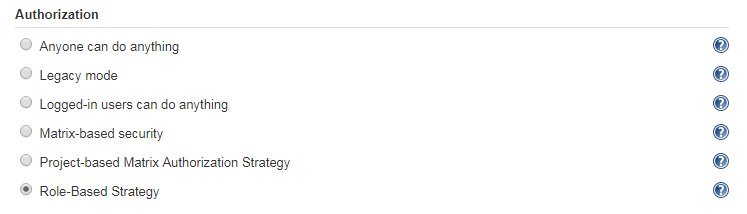 Authorization
Anyone can do anything
Legacy mode
Logged-in users can do anything
Matrix-based security
Project-based Matrix Authorization Strategy
Role-Based Strategy